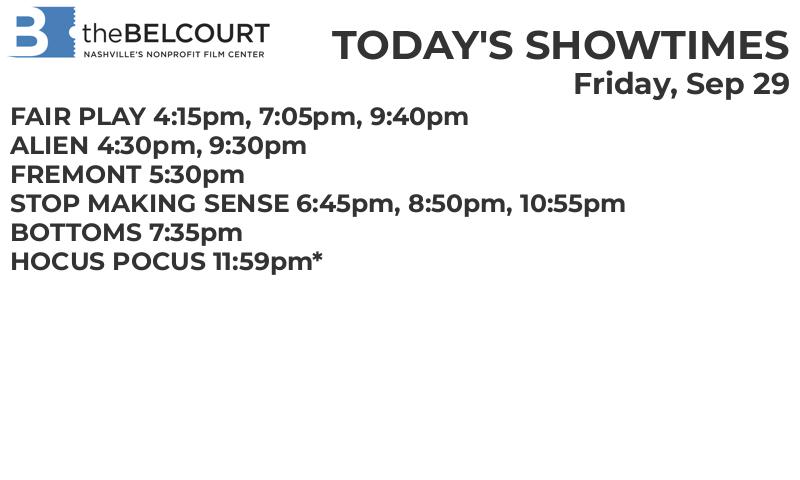 B theBELCOURT
NASHVILLE'S NONPROFIT FILM CENTER
TODAY'S SHOWTIMES
Friday, Sep 29
FAIR PLAY 4:15pm, 7:05pm, 9:40pm
ALIEN 4:30pm, 9:30pm
FREMONT 5:30pm
STOP MAKING SENSE 6:45pm, 8:50pm, 10:55pm
BOTTOMS 7:35pm
HOCUS POCUS 11:59pm*